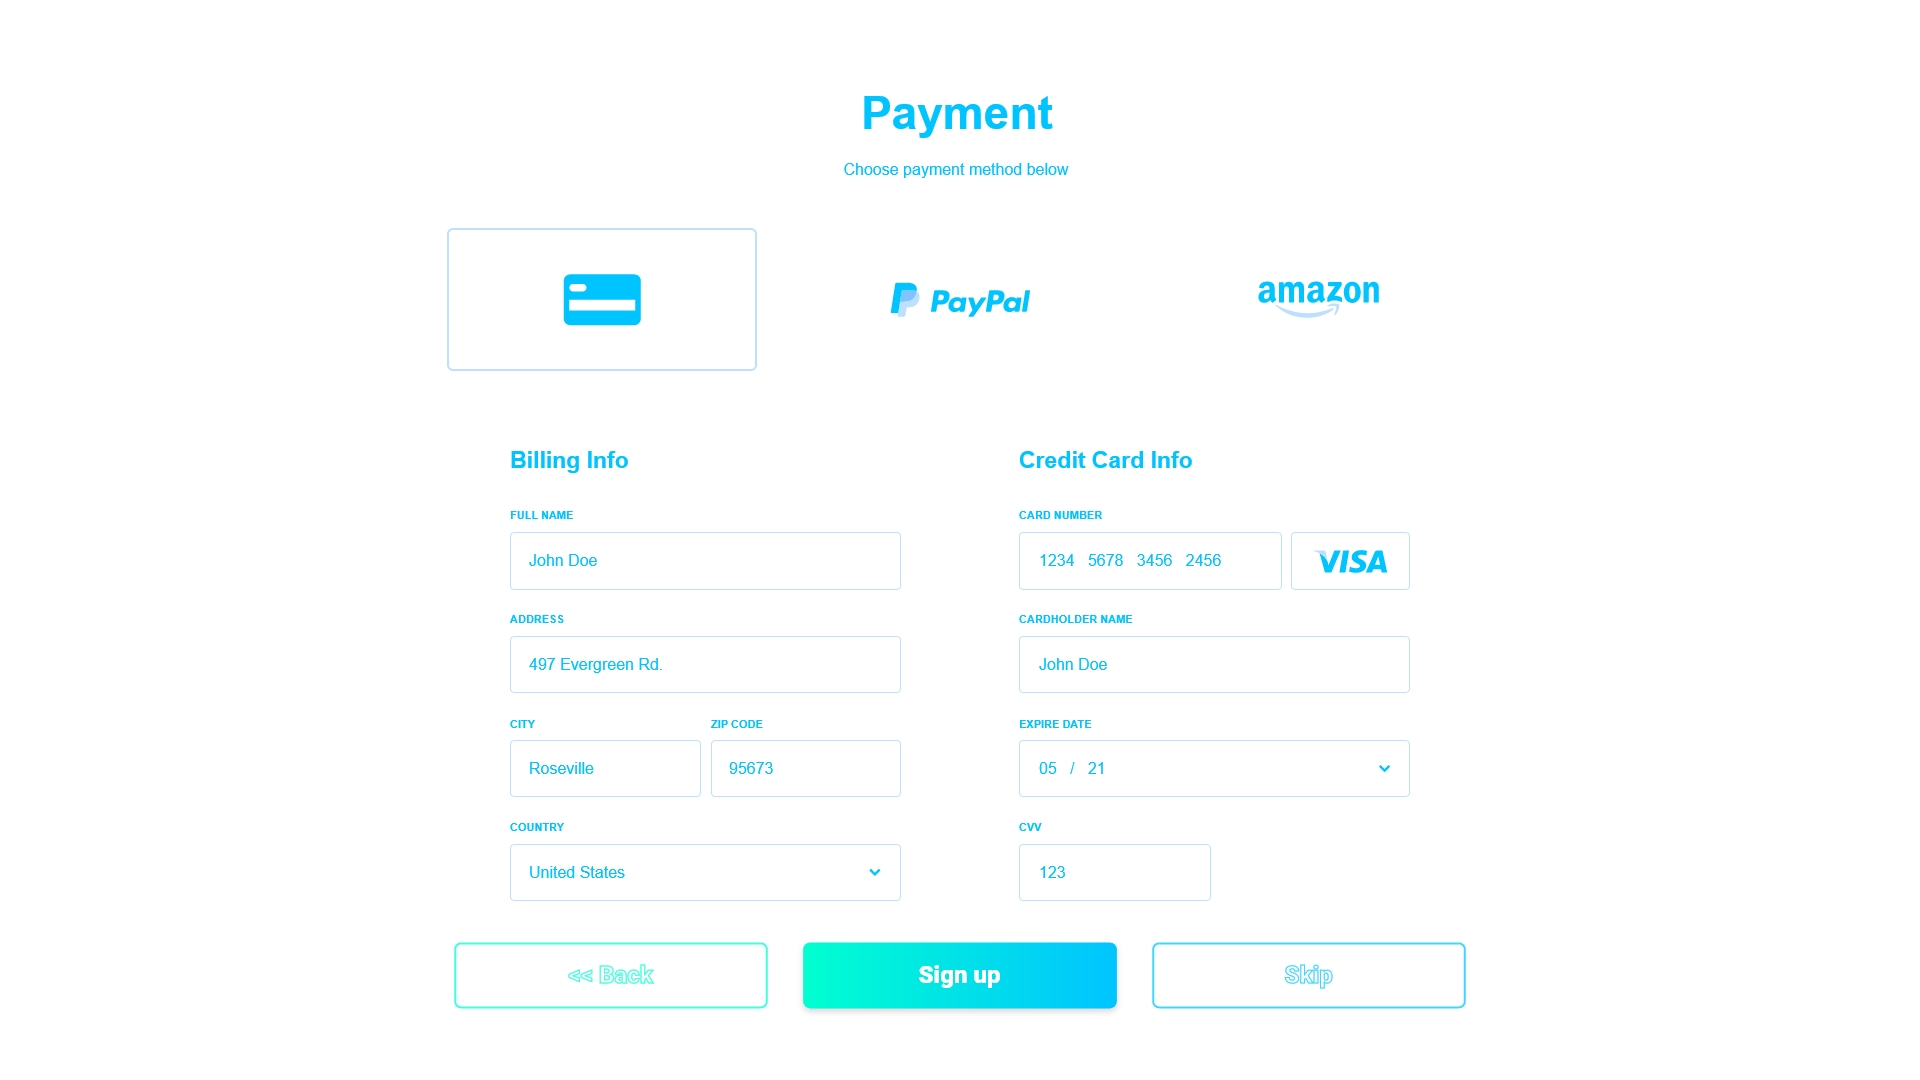 Payment
Choose payment method below
PayPal
amazon
Billing Info
FULL NAME
John Doe
ADDRESS
497 Evergreen Rd.
CITY
ZIP CODE
Roseville
95673
COUNTRY
United States
Credit Card Info
CARD NUMBER
1234 5678 3456 2456
VISA
CARDHOLDER NAME
John Doe
EXPIRE DATE
05 / 21
CVV
123
<< Back
Sign up
Skip